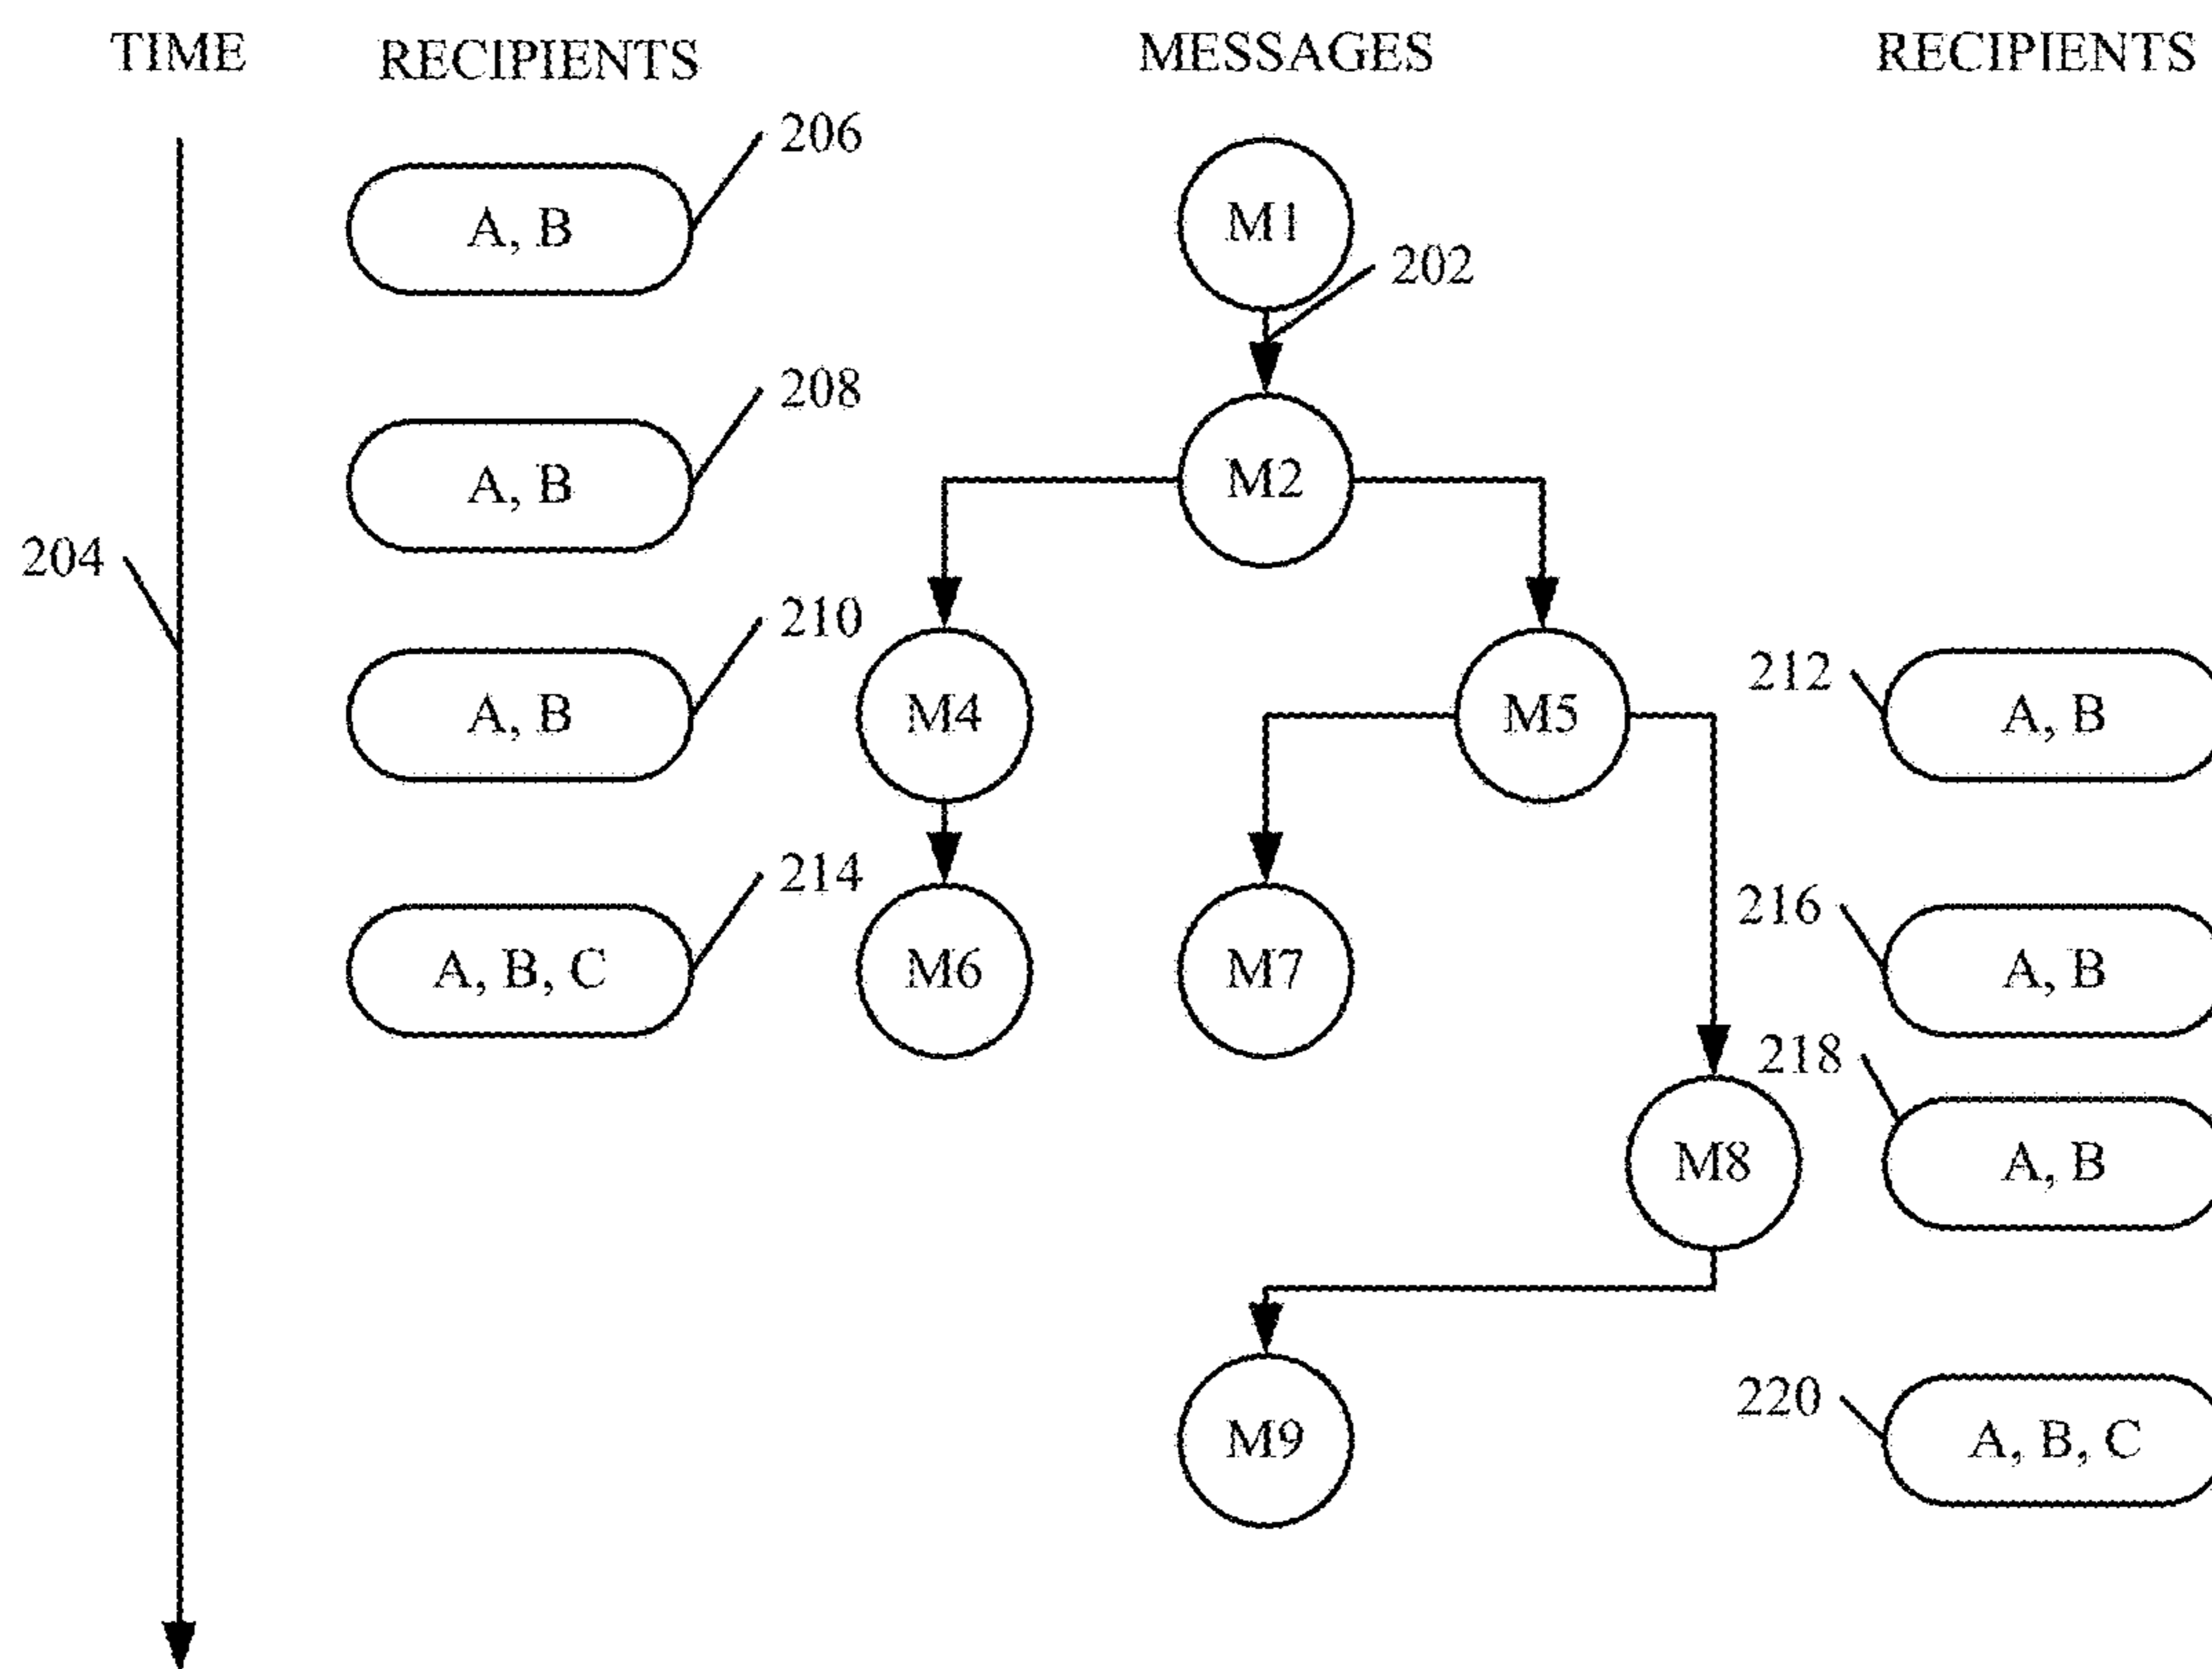 TIME RECIPIENTS MESSAGES RECIPIENTS
206
A, B M1
202
208
A, B M2
204
210
A, B M4 M5 212 A, B
214
A, B, C M6 M7 216 A, B
218
M8 A, B
220
M9 A, B, C